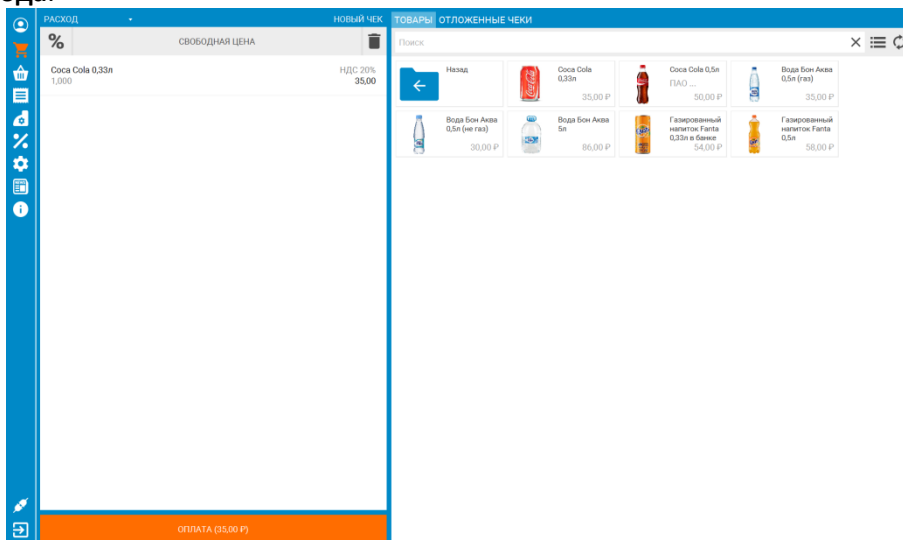 РАСХОД
НОВЫЙ ЧЕК
ТОВАРЫ ОТЛОЖЕННЫЕ ЧЕКИ
%
СВОБОДНАЯ ЦЕНА
Поиск
Coca Cola 0,33л
НДС 20%
1,000
35,00
Назад
Coca Cola
0,33л
35,00 ₽
Coca Cola 0,5л
ПАО ...
50,00 ₽
Вода Бон Аква
0,5л (газ)
35,00 ₽
Вода Бон Аква
0,5л (не газ)
30,00 ₽
Вода Бон Аква
5л
86,00 ₽
Газированный
напиток Fanta
0,33л в банке
54,00 ₽
Газированный
напиток Fanta
0,5л
58,00 ₽
ОПЛАТА (35,00 ₽)